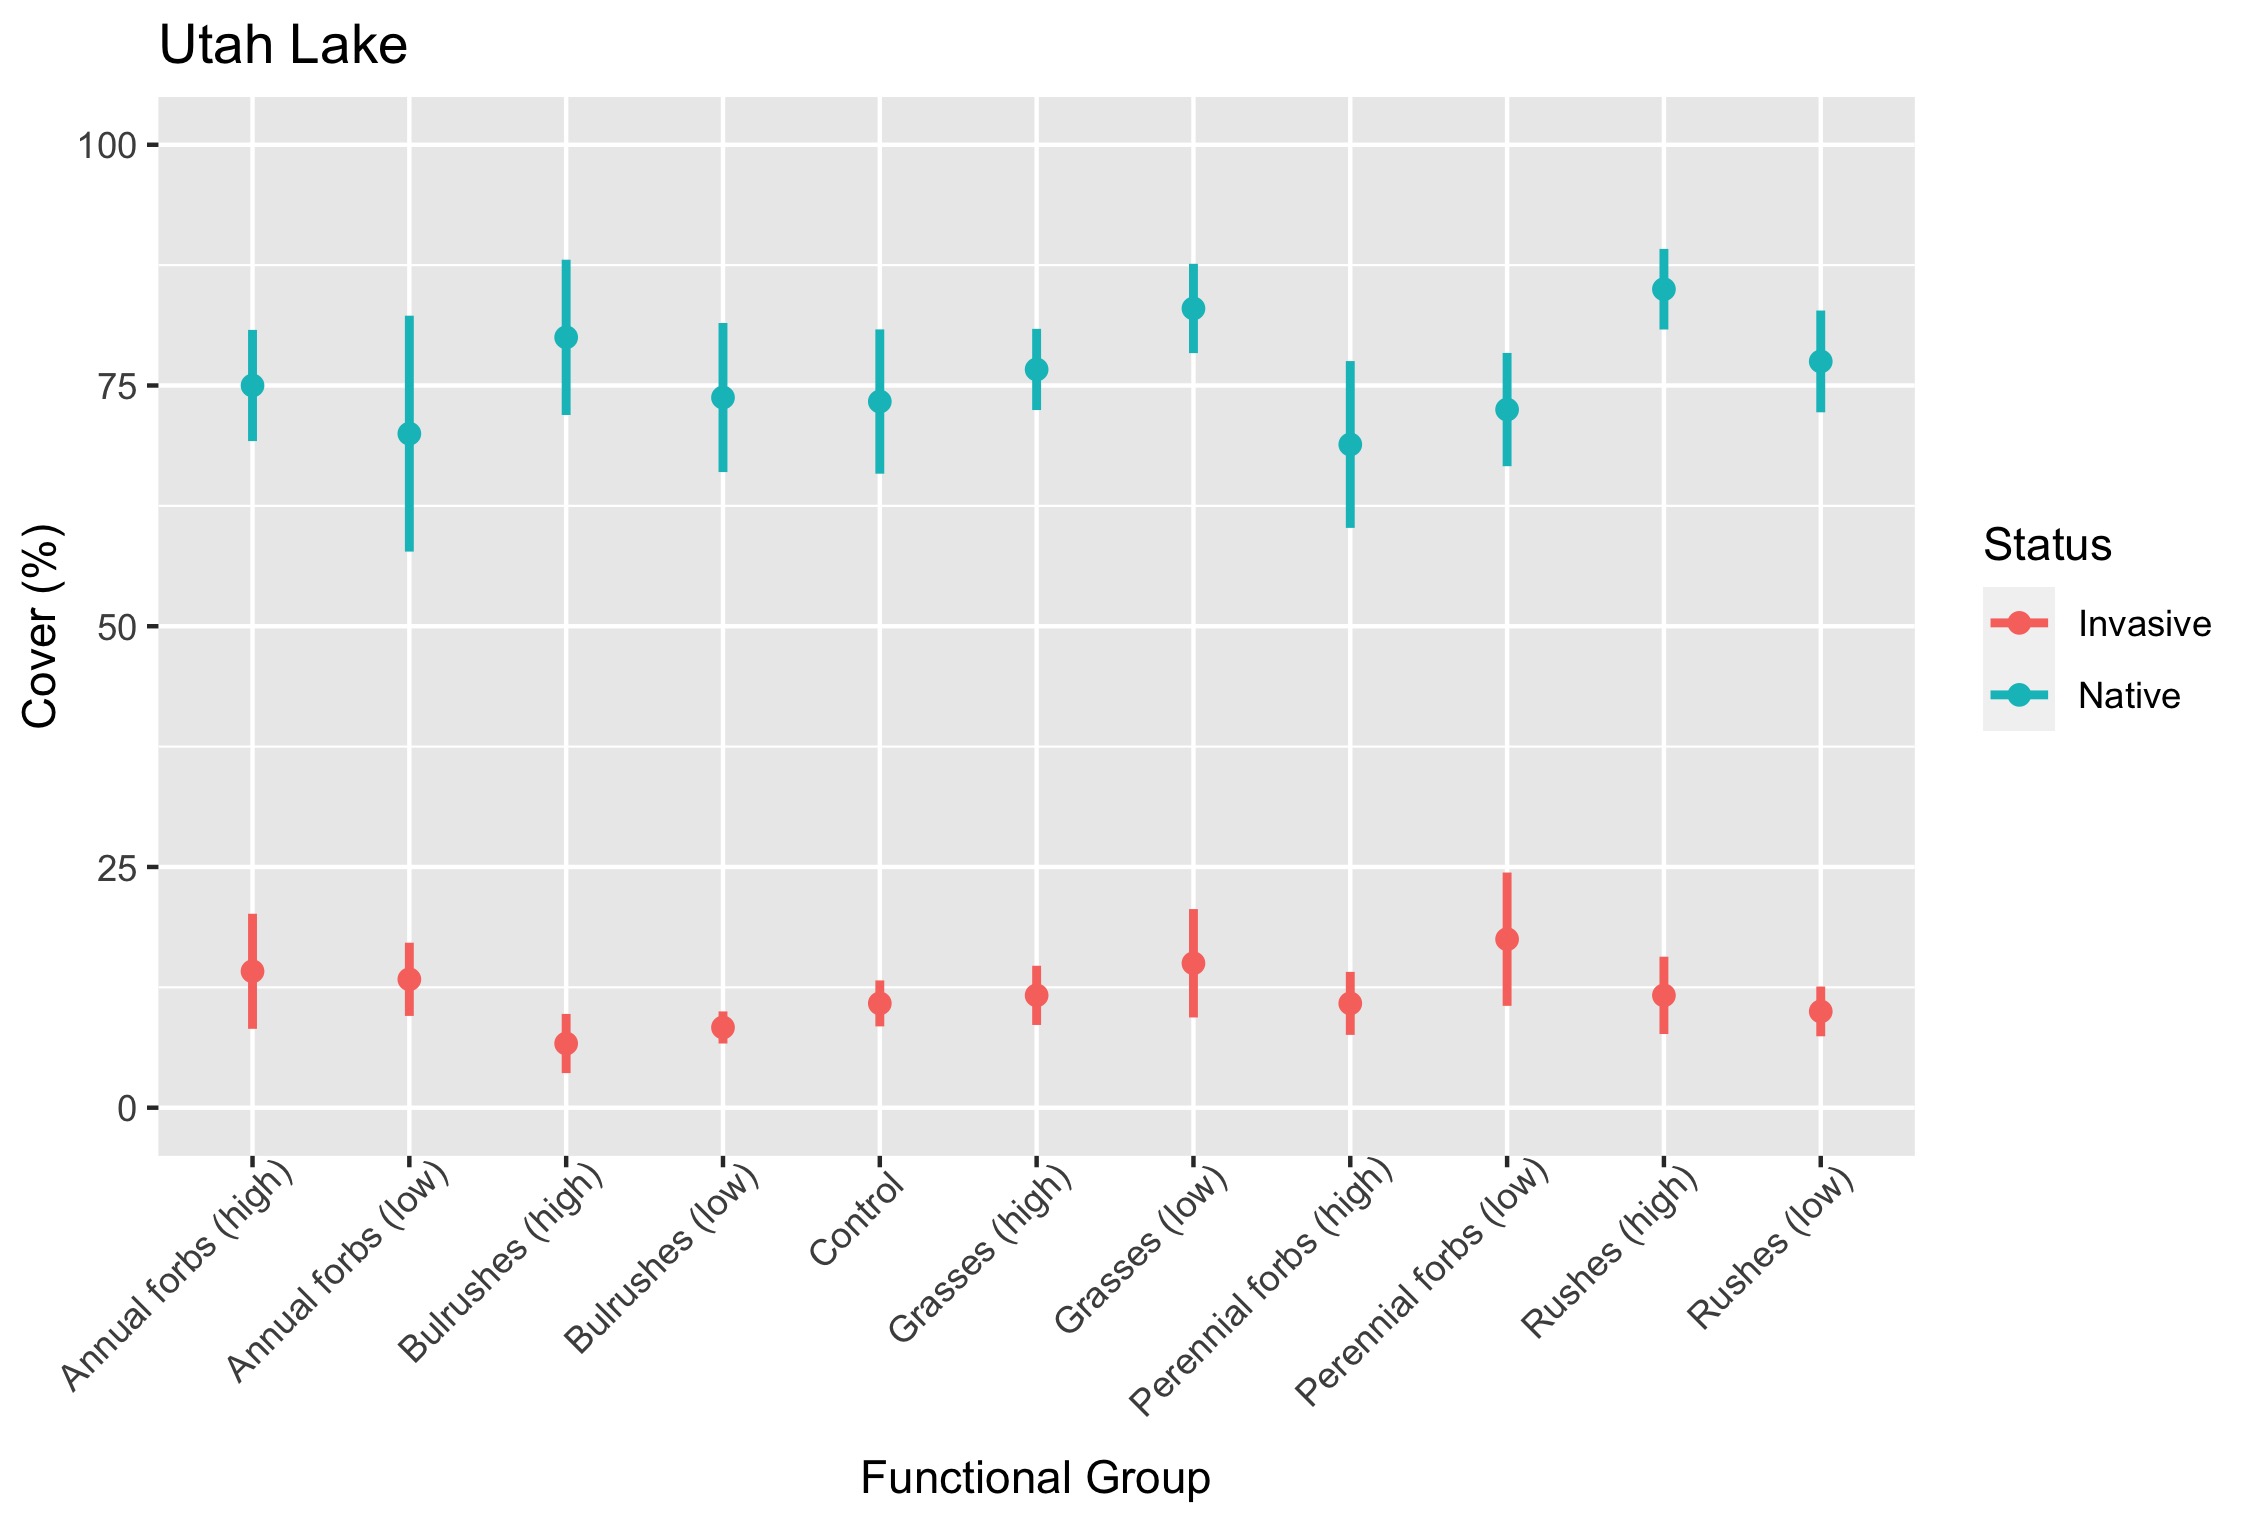 Utah Lake
100
75
50
25
0
Cover (%)
Annual forbs (high)
Annual forbs (low)
Bulrushes (high)
Bulrushes (low)
Control
Grasses (high)
Grasses (low)
Perennial forbs (high)
Perennial forbs (low)
Rushes (high)
Rushes (low)
Functional Group
Status
Invasive
Native